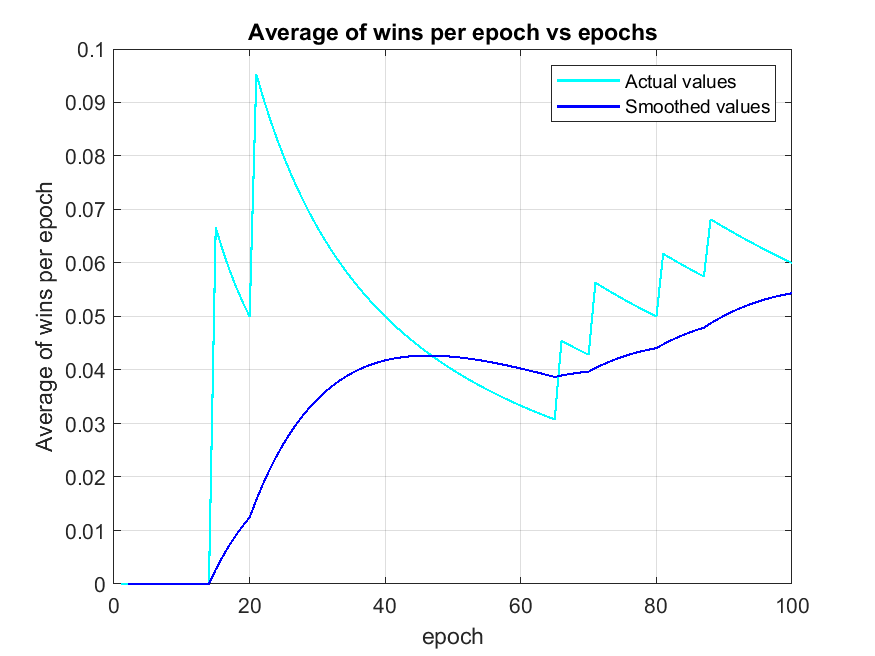 Average of wins per epoch vs epochs
Actual values
Smoothed values
Average of wins per epoch
0.1
0.09
0.08
0.07
0.06
0.05
0.04
0.03
0.02
0.01
0
0 20 40 60 80 100
epoch